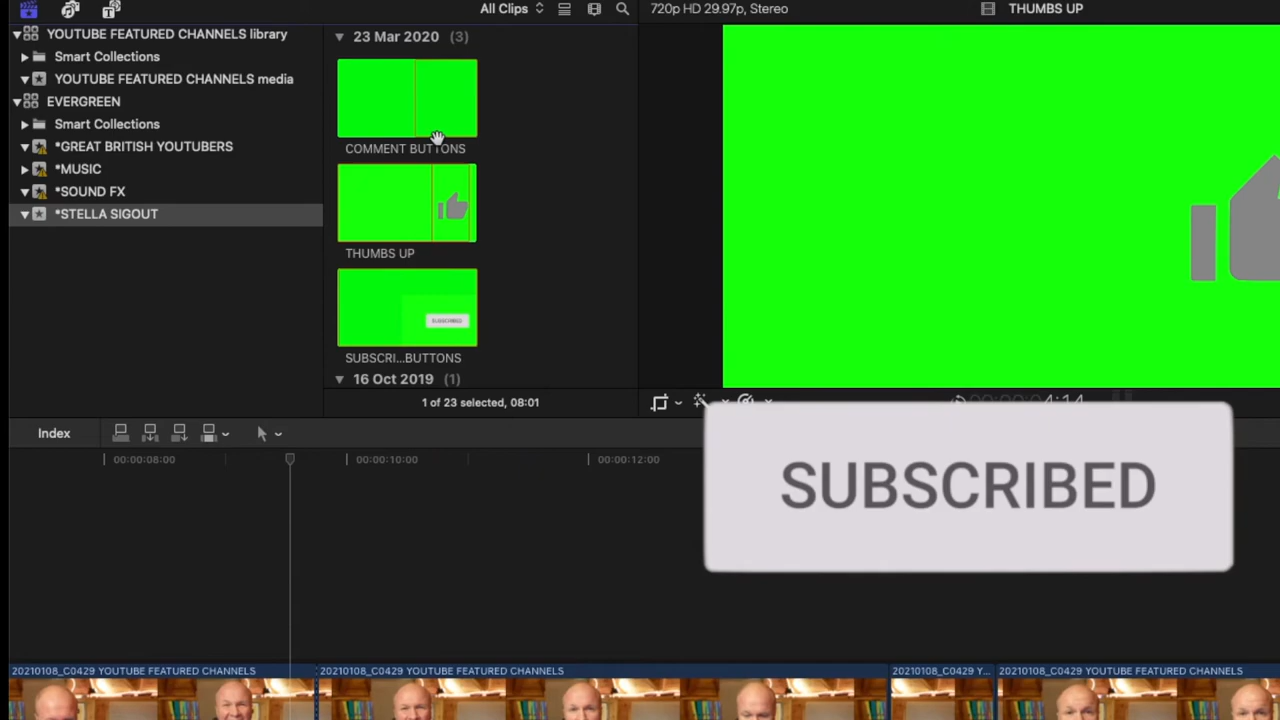 All Clips
720p HD 29.97p, Stereo
THUMBS UP
YOUTUBE FEATURED CHANNELS library
Smart Collections
YOUTUBE FEATURED CHANNELS media
EVERGREEN
Smart Collections
*GREAT BRITISH YOUTUBERS
*MUSIC
*SOUND FX
*STELLA SIGOUT
23 Mar 2020 (3)
COMMENT BUTTONS
THUMBS UP
SUBSCRIBED
SUBSCRI...BUTTONS
16 Oct 2019 (1)
1 of 23 selected, 08:01
4:14
Index
00:00:08:00
00:00:10:00
00:00:12:00
SUBSCRIBED
20210108_C0429 YOUTUBE FEATURED CHANNELS
20210108_C0429 YOUTUBE FEATURED CHANNELS
20210108_C0429 Y...
20210108_C0429 YOUTUBE FEATURED CHANNELS